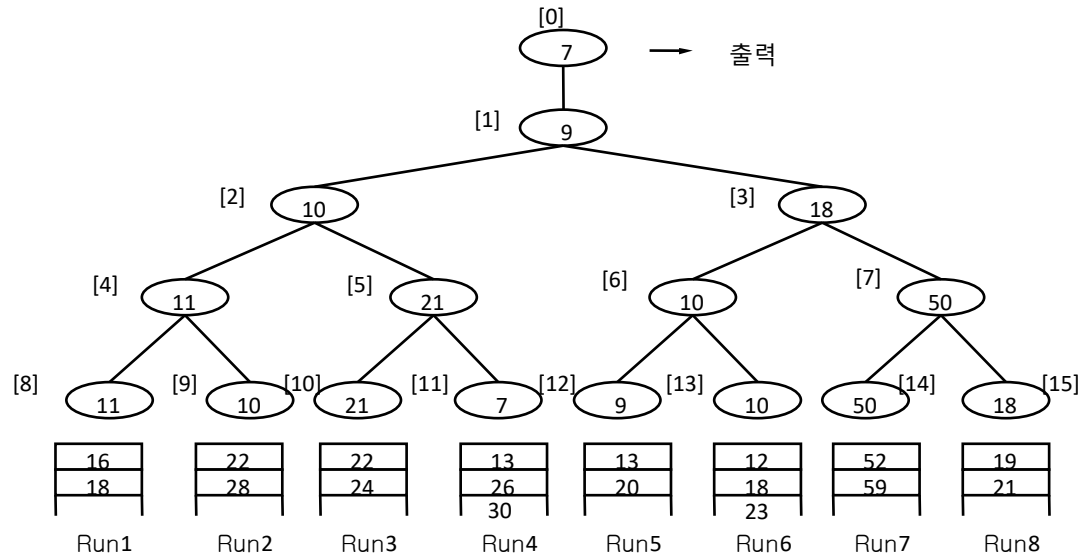 [0]
7 출력
[1] 9
[2] 10 [3] 18
[4] 11 [5] 21 [6] 10 [7] 50
[8] 11 [9] 10 [10] 21 [11] 7 [12] 9 [13] 10 50 [14] 18 [15]
16 22 22 13 13 12 52 19
18 28 24 26 20 18 59 21
30 23
Run1 Run2 Run3 Run4 Run5 Run6 Run7 Run8